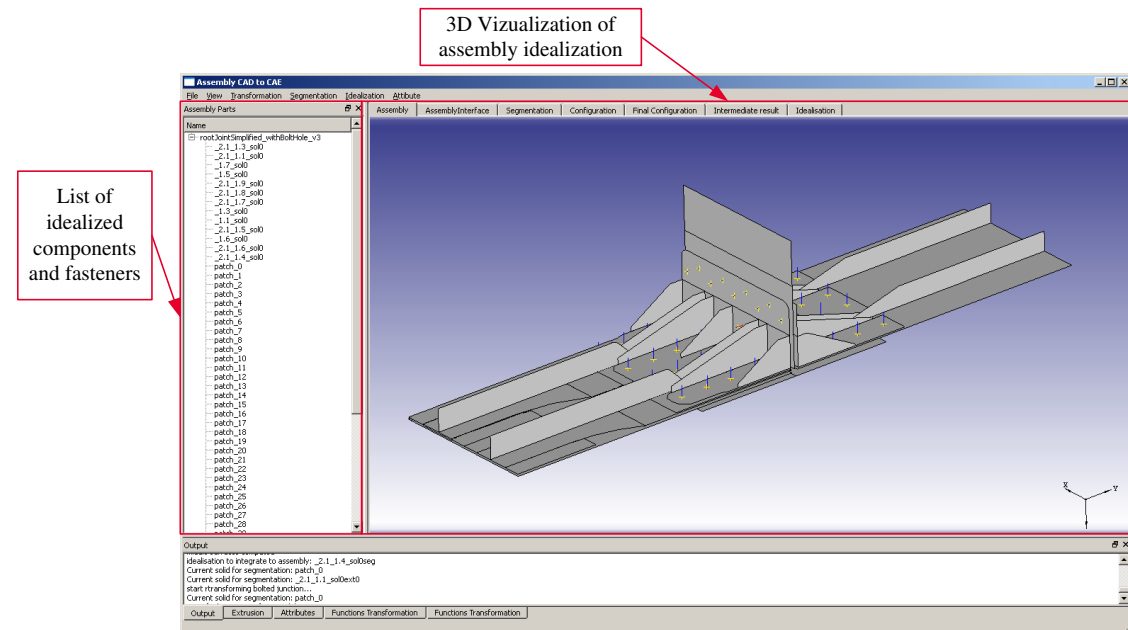 3D Vizualization of
assembly idealization
List of
idealized
components
and fasteners
Assembly CAD to CAE
File View Transformation Segmentation Idealization Attibute
Assembly Parts
Name
rootJointSimplified_withBoltHole_v3
_2.1_1.3_sol0
_2.1_1.1_sol0
_1.7_sol0
_1.5_sol0
_2.1_1.9_sol0
_2.1_1.8_sol0
_2.1_1.7_sol0
_1.3_sol0
_1.1_sol0
_2.1_1.5_sol0
_1.6_sol0
_2.1_1.6_sol0
_2.1_1.4_sol0
patch_0
patch_1
patch_2
patch_3
patch_4
patch_5
patch_6
patch_7
patch_8
patch_9
patch_10
patch_11
patch_12
patch_13
patch_14
patch_15
patch_16
patch_17
patch_18
patch_19
patch_20
patch_21
patch_22
patch_23
patch_24
patch_25
patch_26
patch_27
patch_28
Assembly AssemblyInterface Segmentation Configuration Final Configuration Intermediate result Idealisation
X Y
Output
idealisation to integrate to assembly: _2.1_1.4_sol0seg
Current solid for segmentation: patch_0
Current solid for segmentation: _2.1_1.1_sol0ext0
start rtransforming bolted junction...
Current solid for segmentation: patch_0
Output Extrusion Attributes Functions Transformation Functions Transformation